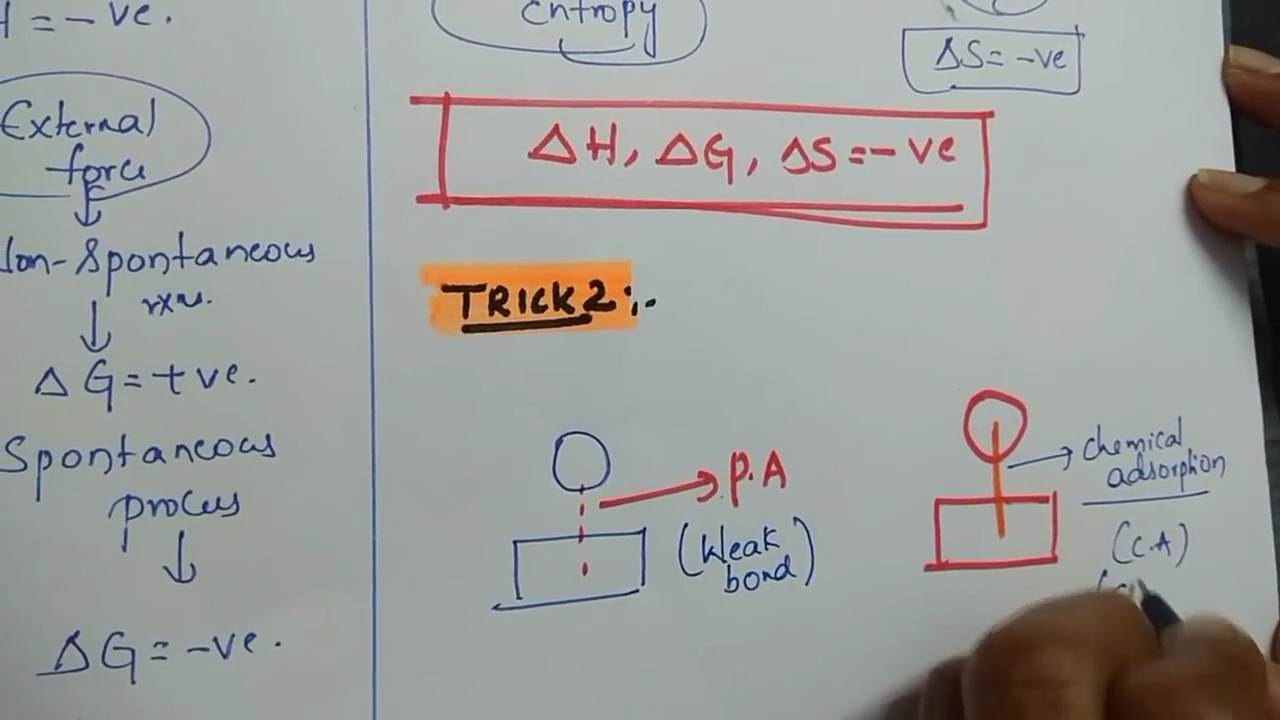 H = - ve.
External
force
Non-Spontaneous
rxn.
Δ G = + ve.
Spontaneous
process
ΔG = -ve.
Entropy
ΔS = -ve
ΔH, ΔG, ΔS = - ve
TRICK 2 :-
P.A
(Weak
bond)
chemical
adsorption
(C.A)